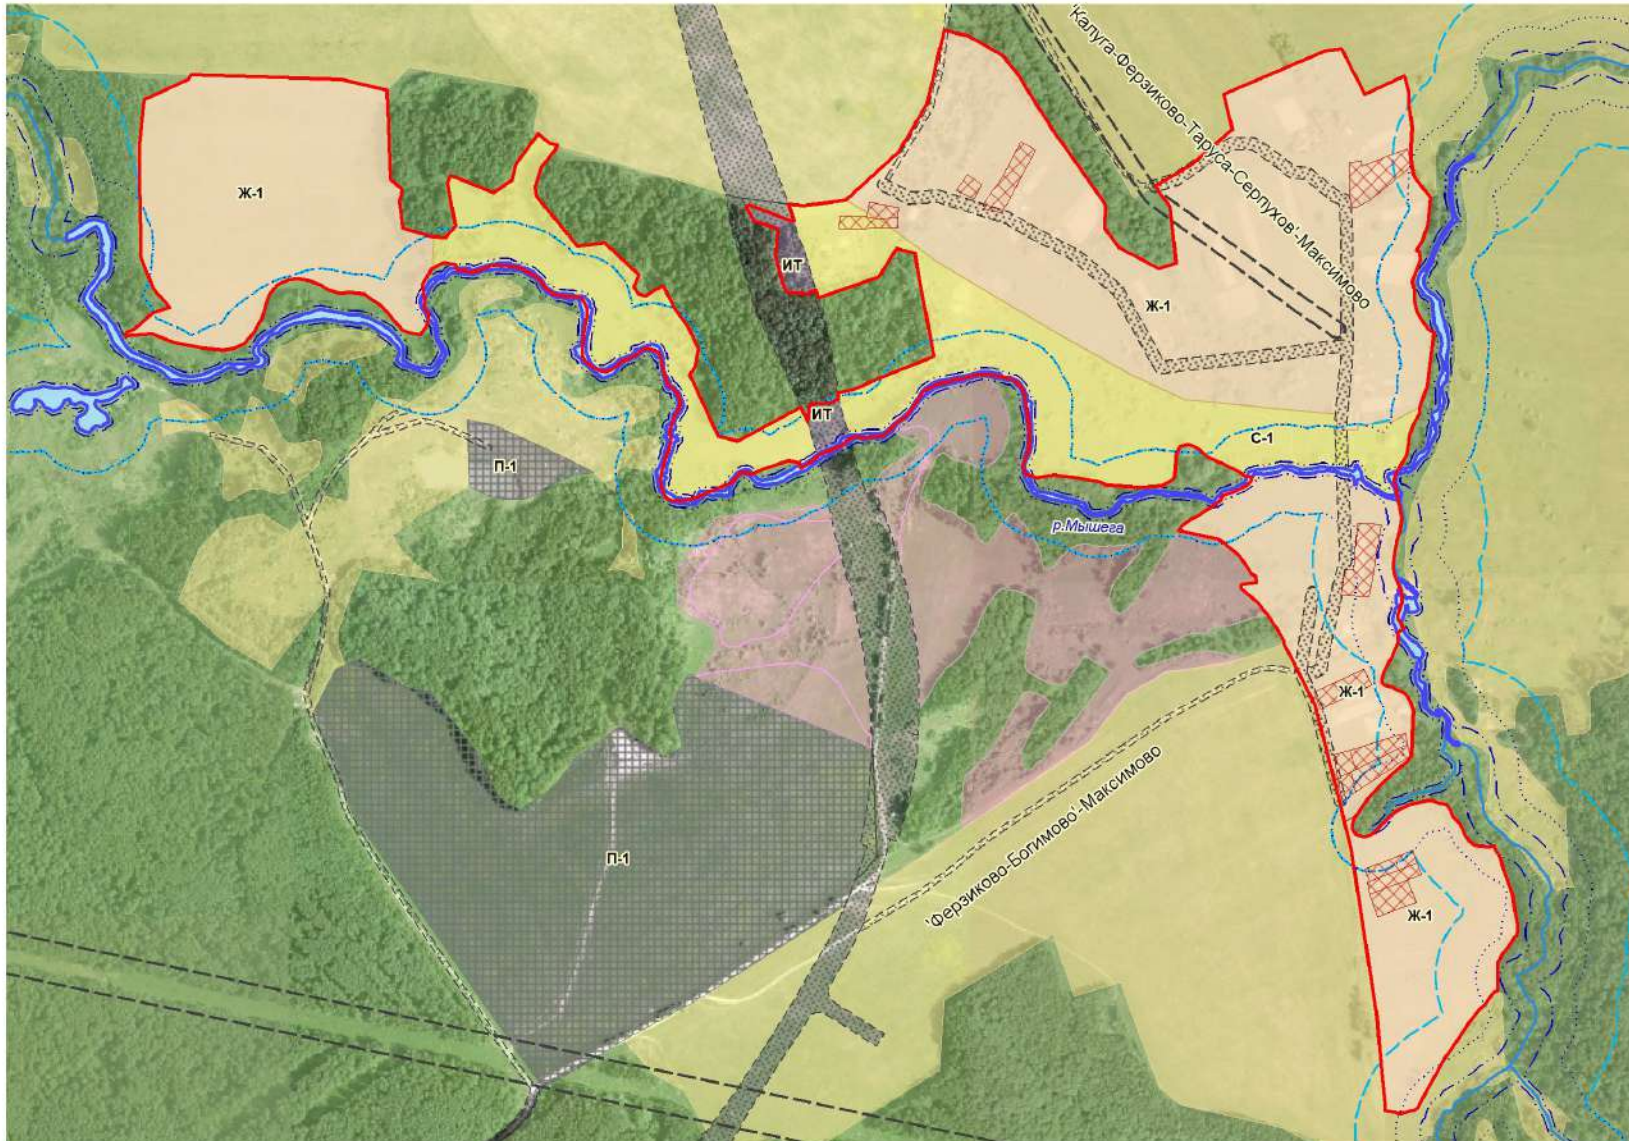 'Калуга-Ферзиково-Таруса-Серпухов'-Максимово
Ж-1
ИТ
Ж-1
ИТ
С-1
П-1
р.Мышега
Ж-1
'Ферзиково-Богимово'-Максимово
П-1
Ж-1